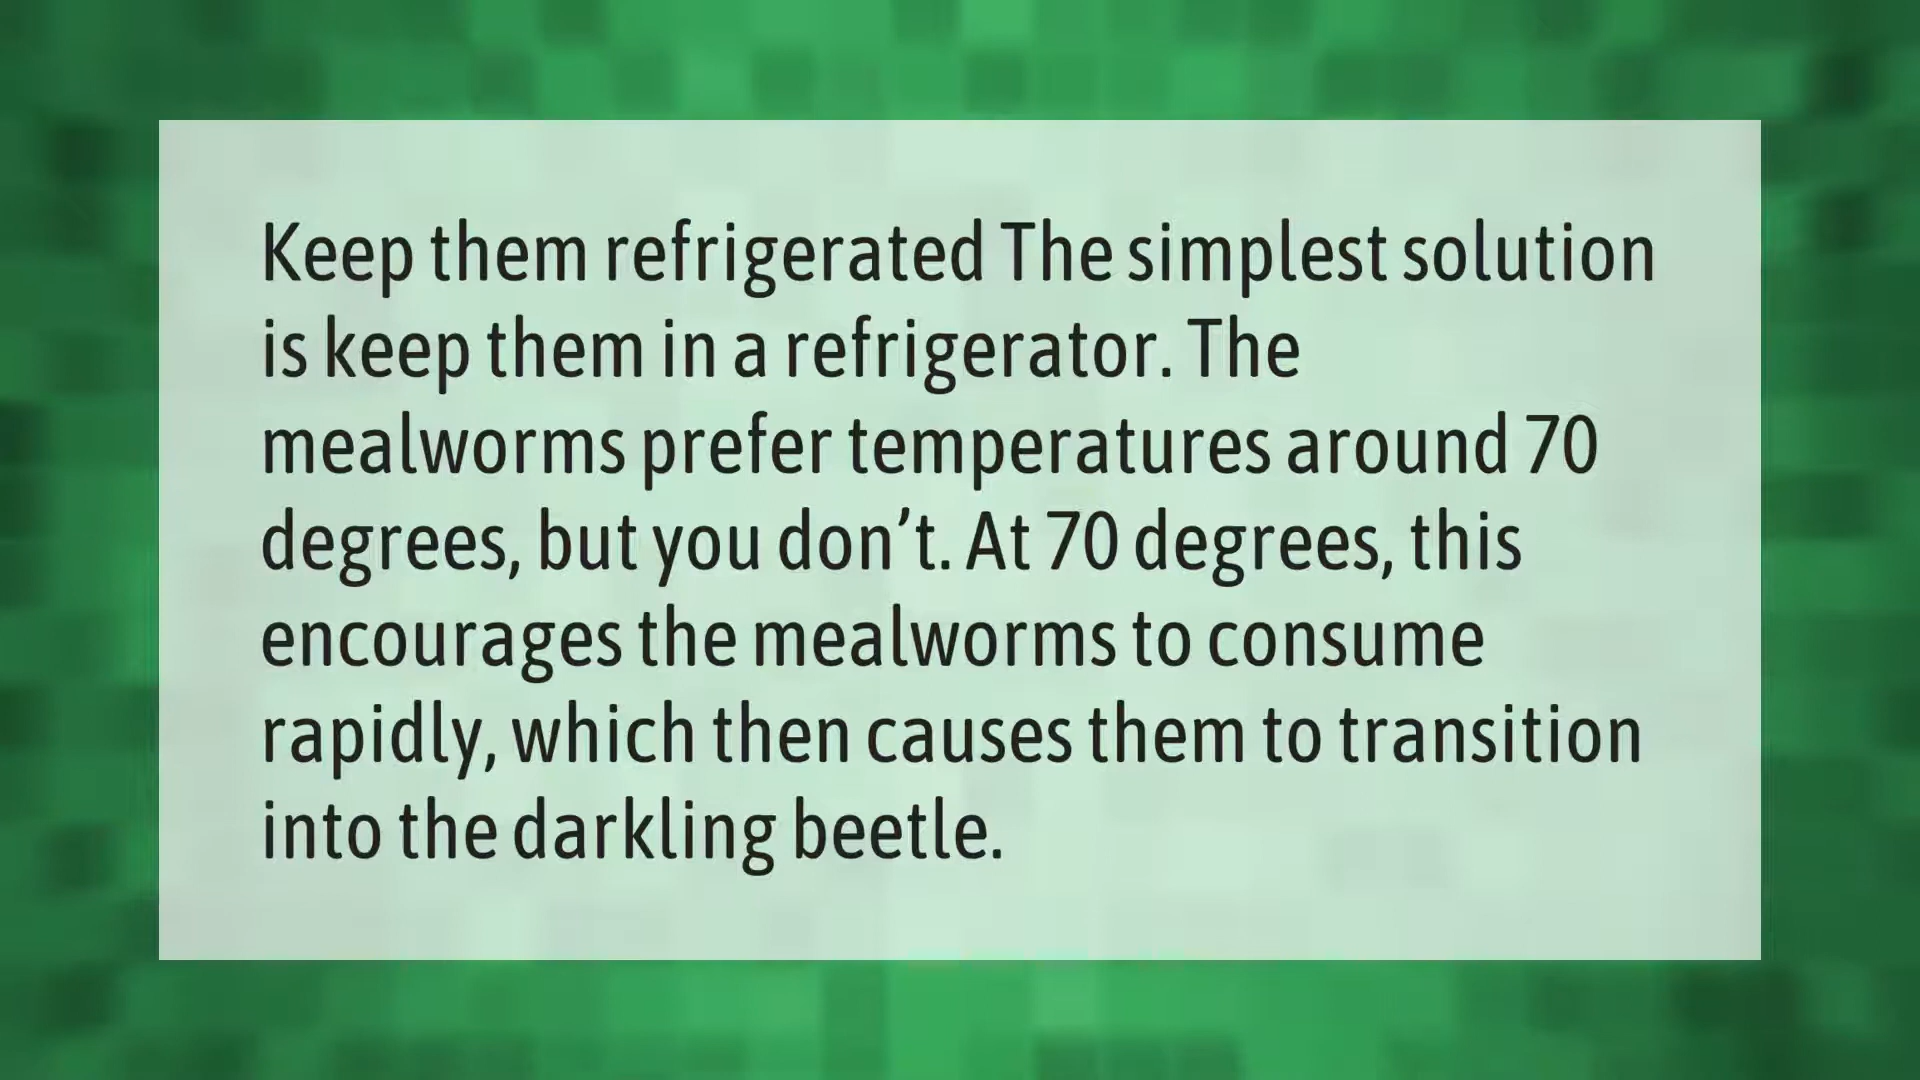 Keep them refrigerated The simplest solution
is keep them in a refrigerator. The
mealworms prefer temperatures around 70
degrees, but you don’t. At 70 degrees, this
encourages the mealworms to consume
rapidly, which then causes them to transition
into the darkling beetle.